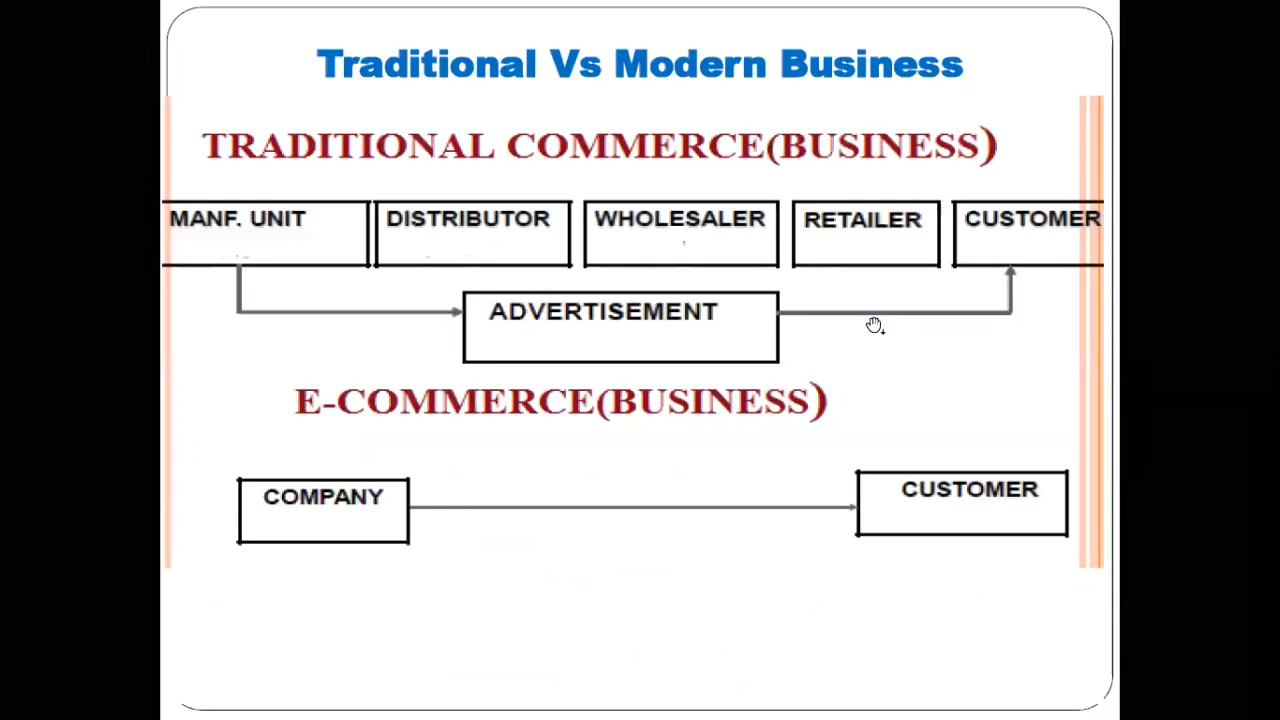 Traditional Vs Modern Business
TRADITIONAL COMMERCE(BUSINESS)
MANF. UNIT
DISTRIBUTOR
WHOLESALER
RETAILER
CUSTOMER
ADVERTISEMENT
E-COMMERCE(BUSINESS)
COMPANY
CUSTOMER